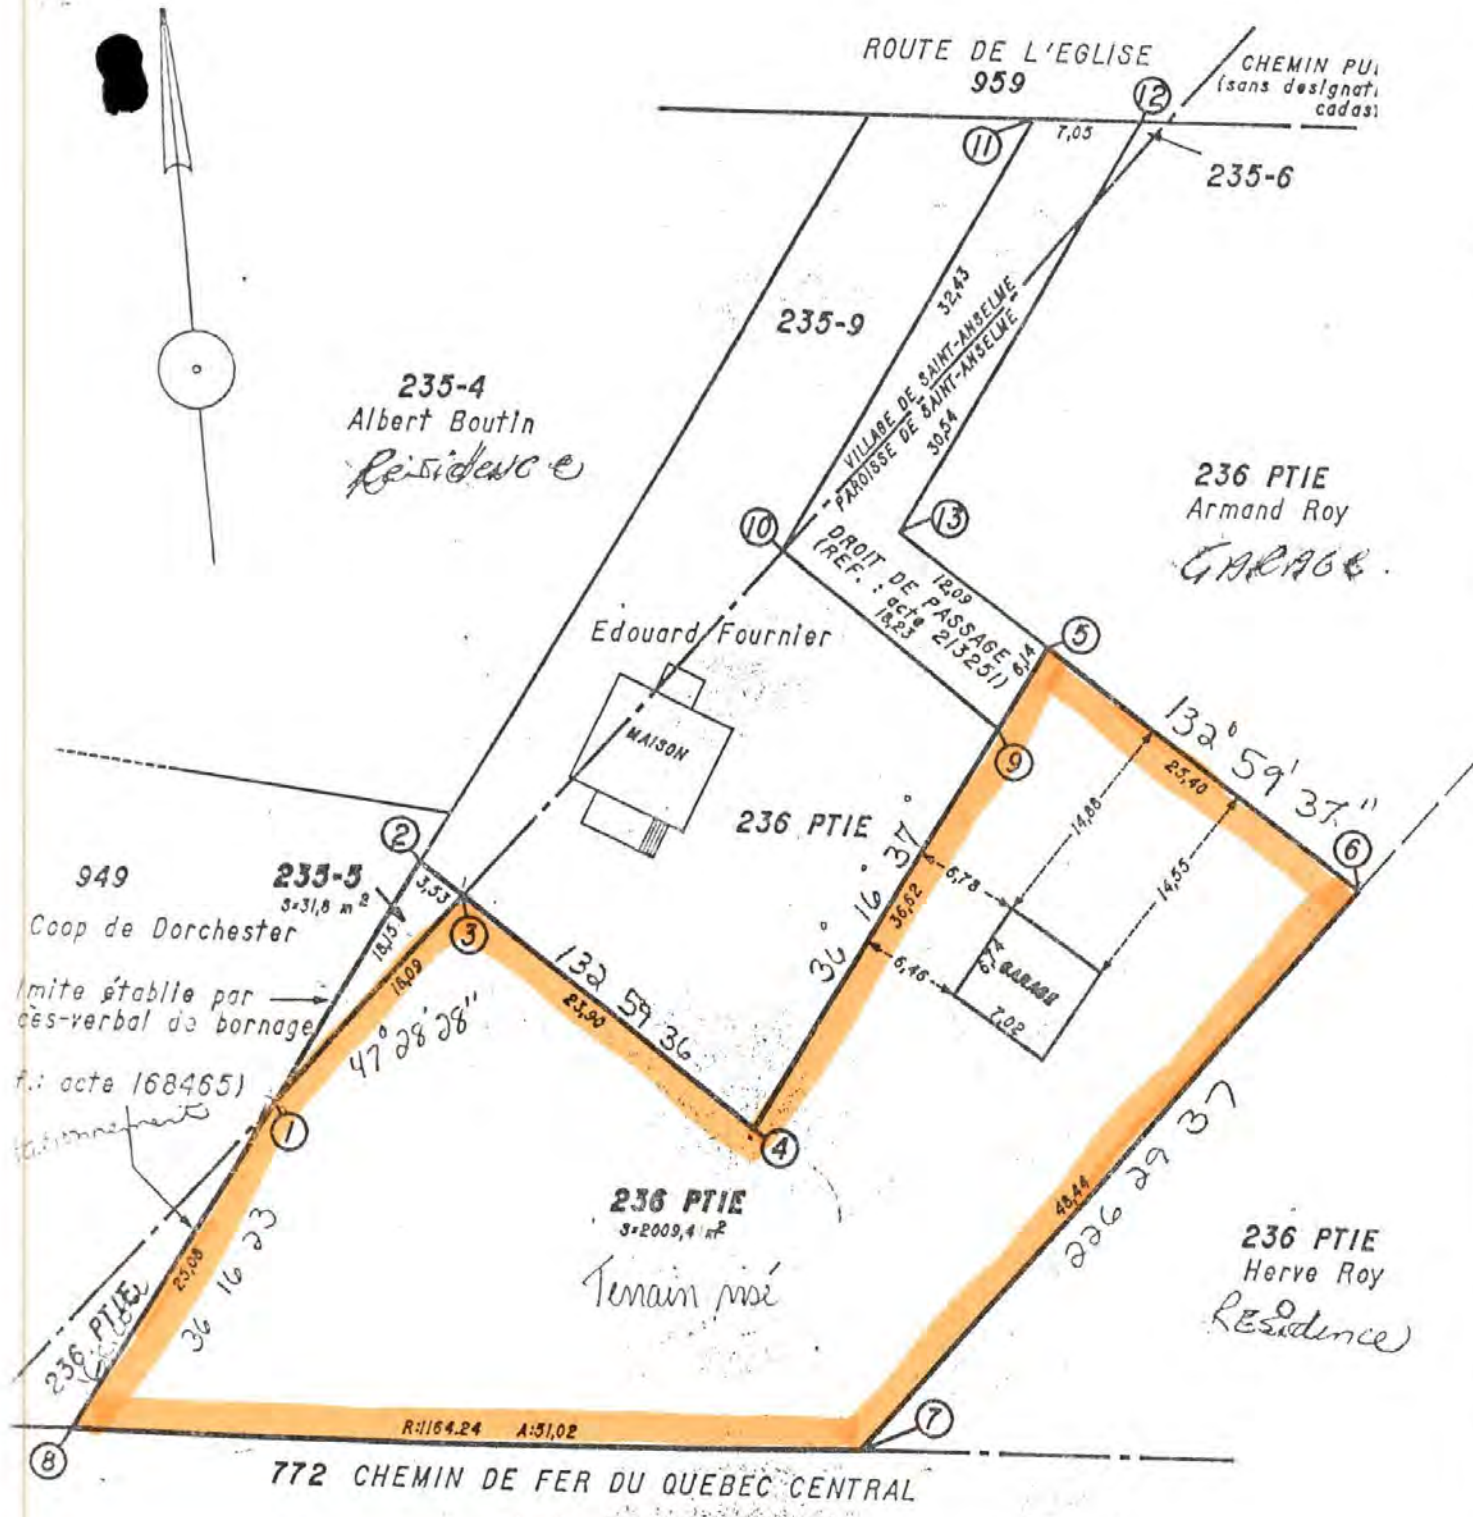 ROUTE DE L'EGLISE
959
CHEMIN PU
(sans designati
cadas
12
11
7,05
235-6
235-9
32,43
VILLAGE DE SAINT-ANSELME
PAROISSE DE SAINT-ANSELME
30,54
235-4
Albert Boutin
Résidence
236 PTIE
Armand Roy
GARAGE.
10
13
DROIT DE PASSAGE
(REF. : acte 213251)
12,09
18,23
6,14
5
Edouard Fournier
MAISON
9
132° 59' 37"
25,40
14,88
14,55
6
236 PTIE
2
3,53
949
235-5
S=31,8 m²
Coop de Dorchester
18,15
3
16,09
imite établie par
cès-verbal de bornage
f.: acte 168465)
47° 28' 28"
132 59 36
23,90
36° 16' 37"
36,62
6,78
6,46
6,74
GARAGE
7,02
1
4
236 PTIE
S=2009,4 m²
Terrain visé
48,44
226 29 37
236 PTIE
Herve Roy
RESidence
25,08
36 16 23
236 PTIE
R:1164.24 A:51,02
7
8
772 CHEMIN DE FER DU QUEBEC CENTRAL